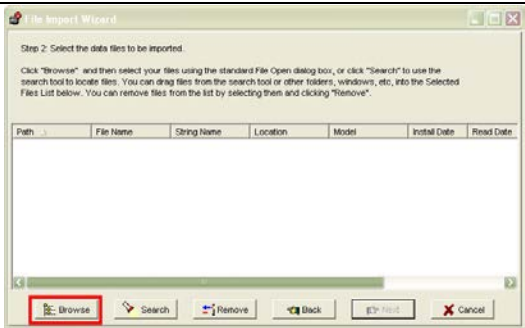 File Import Wizard
Step 2: Select the data files to be imported.
Click "Browse" and then select your files using the standard File Open dialog box, or click "Search" to use the
search tool to locate files. You can drag files from the search tool or other folders, windows, etc, into the Selected
Files List below. You can remove files from the list by selecting them and clicking "Remove".
Path File Name String Name Location Model Install Date Read Date
Browse Search Remove Back Next Cancel